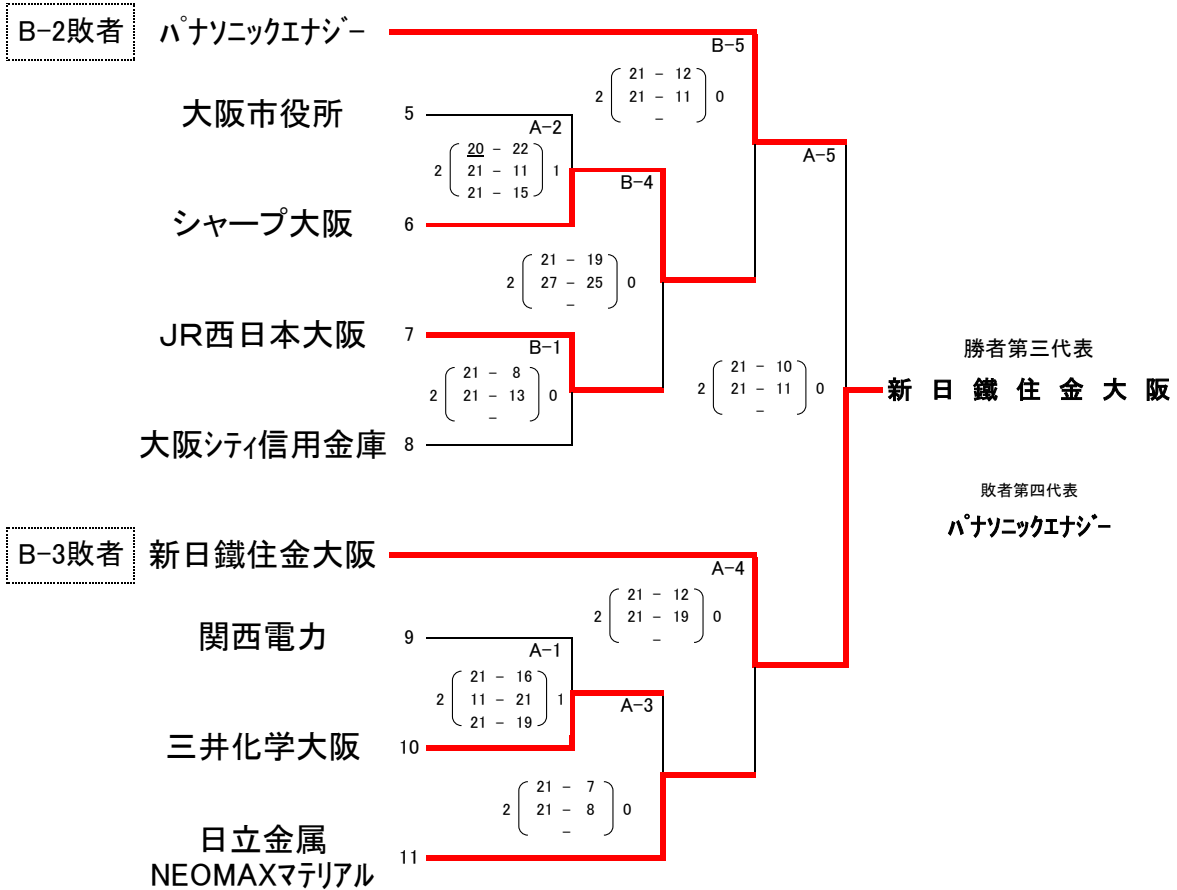 B-2敗者 パナソニックエナジー
B-5
21 - 12
2 21 - 11 0
-
大阪市役所 5
A-2
20 - 22
2 21 - 11 1
21 - 15
A-5
B-4
シャープ大阪 6
21 - 19
2 27 - 25 0
-
JR西日本大阪 7
B-1
21 - 8
2 21 - 13 0
-
大阪シティ信用金庫 8
21 - 10
2 21 - 11 0
-
勝者第三代表
新日鐵住金大阪
敗者第四代表
パナソニックエナジー
B-3敗者 新日鐵住金大阪
A-4
21 - 12
2 21 - 19 0
-
関西電力 9
A-1
21 - 16
2 11 - 21 1
21 - 19
A-3
三井化学大阪 10
21 - 7
2 21 - 8 0
-
日立金属
NEOMAXマテリアル 11